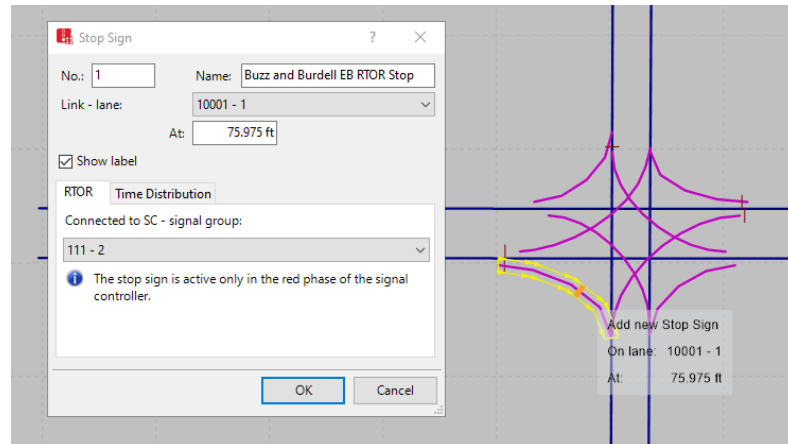 Stop Sign
No.: 1 Name: Buzz and Burdell EB RTOR Stop
Link - lane: 10001 - 1
At: 75.975 ft
Show label
RTOR Time Distribution
Connected to SC - signal group:
111 - 2
The stop sign is active only in the red phase of the signal
controller.
OK Cancel
Add new Stop Sign
On lane: 10001 - 1
At: 75.975 ft